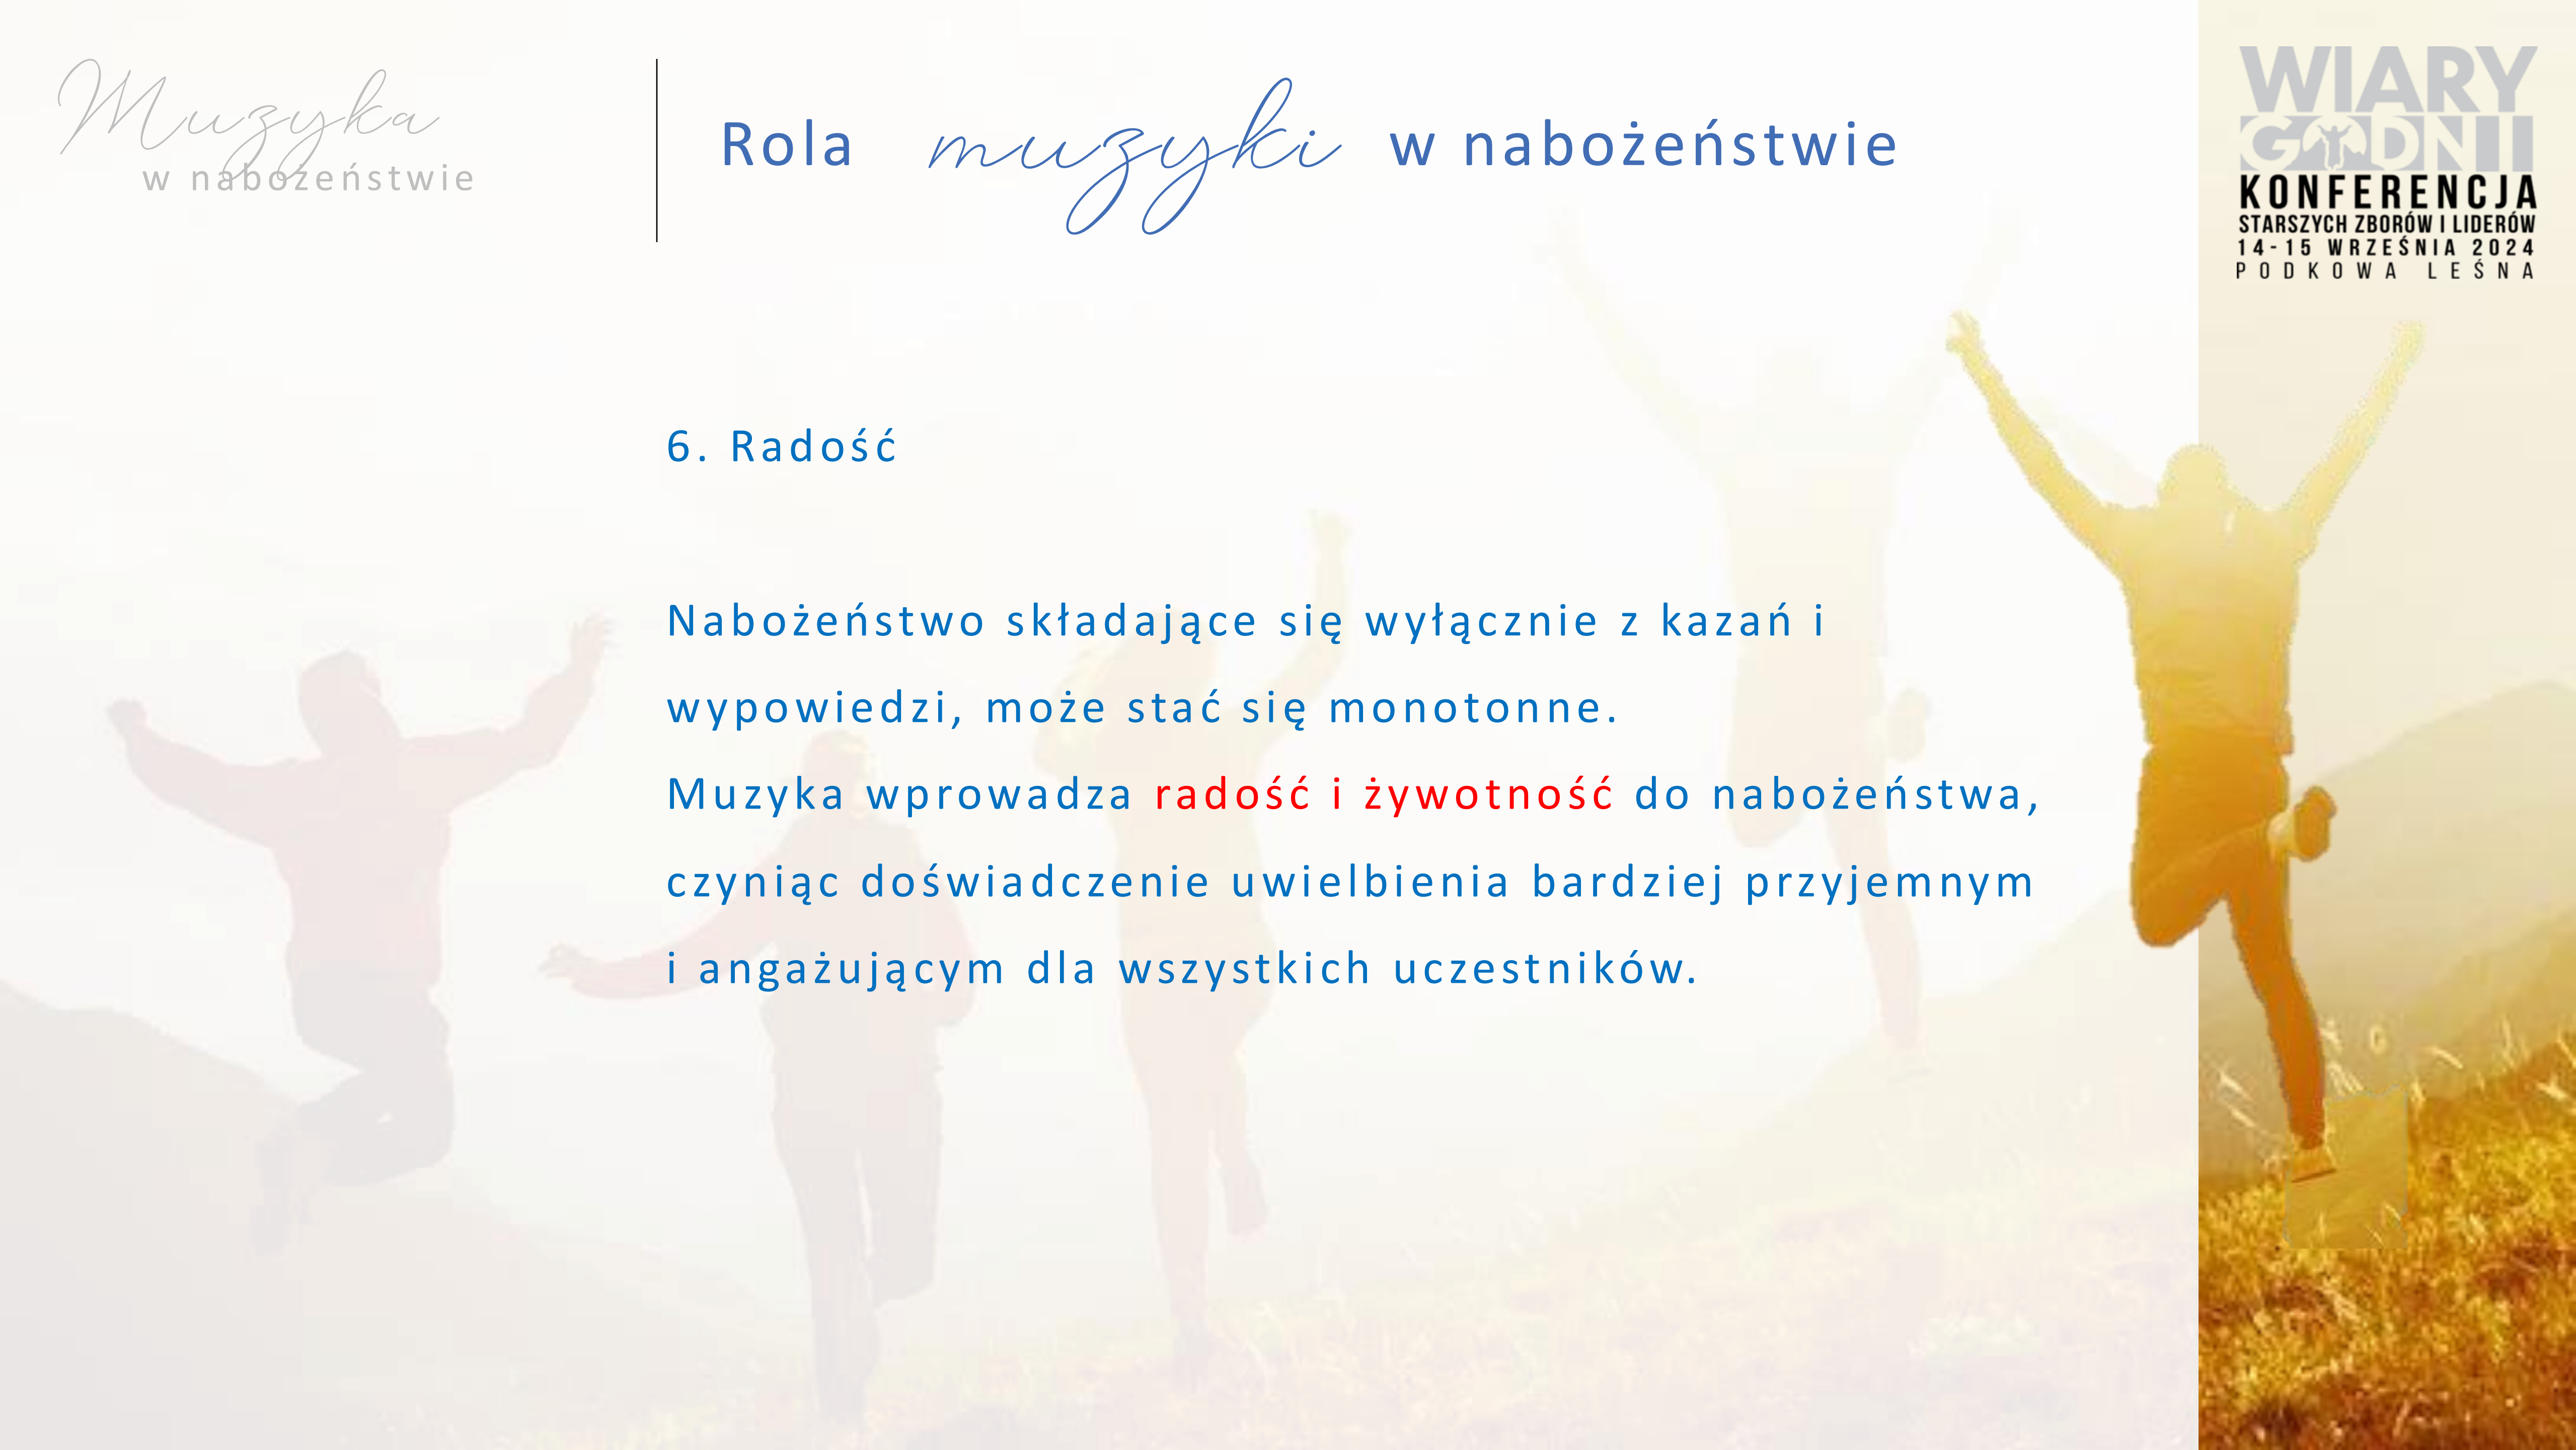 Muzyka
w nabożeństwie
Rola muzyki w nabożeństwie
WIARY
GODNII
KONFERENCJA
STARSZYCH ZBORÓW I LIDERÓW
14-15 WRZEŚNIA 2024
PODKOWA LEŚNA
6. Radość
Nabożeństwo składające się wyłącznie z kazań i
wypowiedzi, może stać się monotonne.
Muzyka wprowadza radość i żywotność do nabożeństwa,
czyniąc doświadczenie uwielbienia bardziej przyjemnym
i angażującym dla wszystkich uczestników.